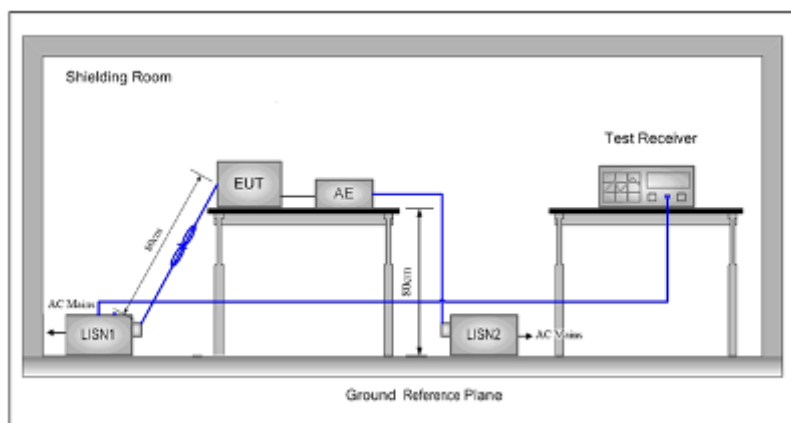 Shielding Room
Test Receiver
EUT
AE
80cm
80cm
AC Mains
LISN1
LISN2
AC Mains
Ground Reference Plane